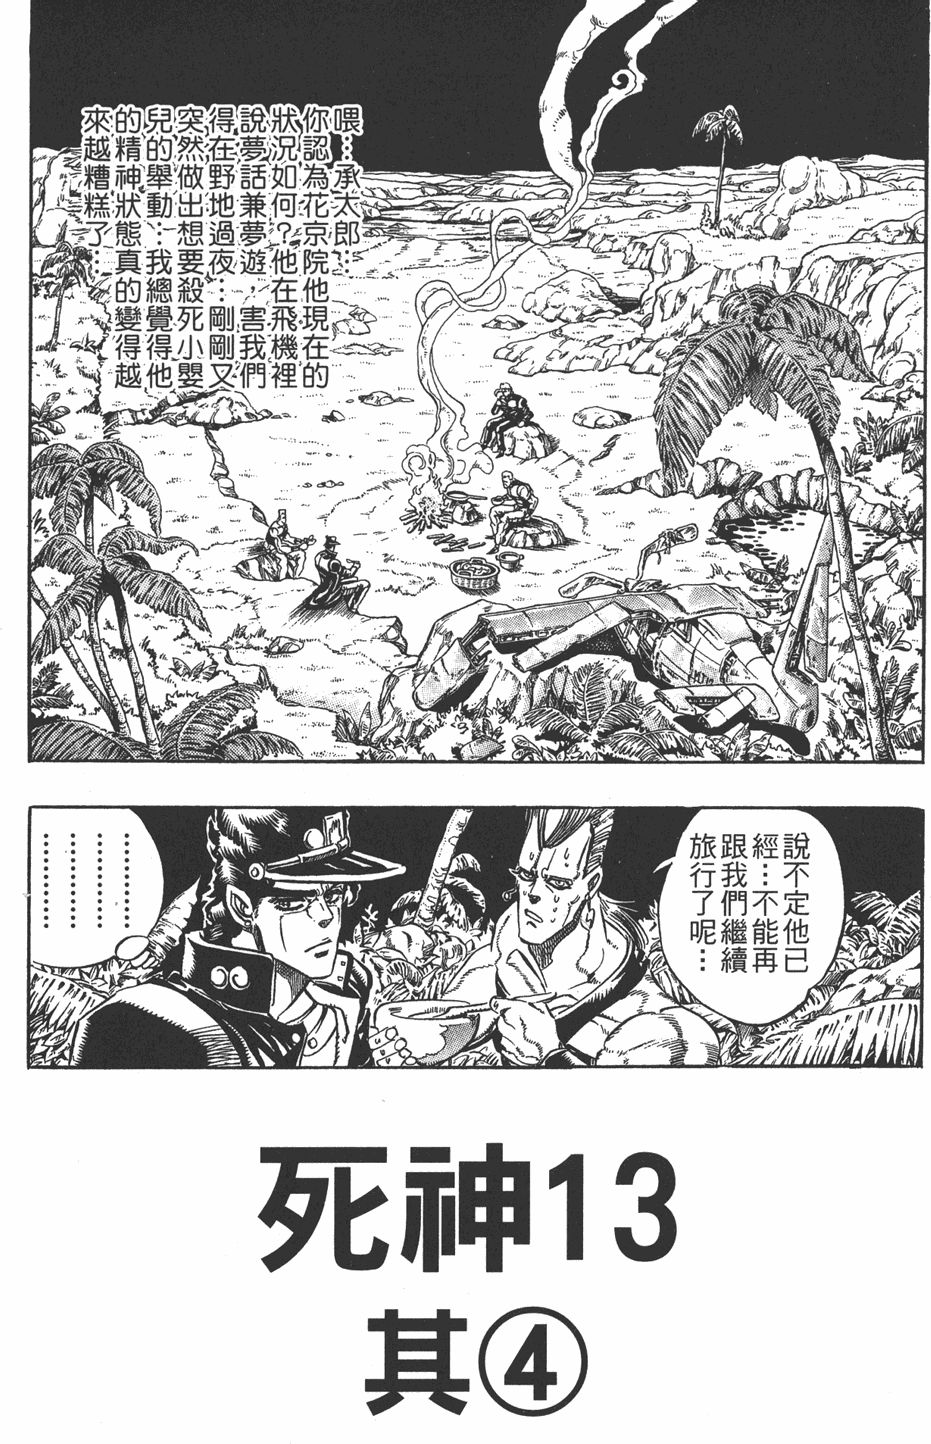 喂…承太郎…
你認為花京院他現在的
狀況如何？他在飛機裡
說夢話兼夢遊，害我們
得在野地過夜…剛剛又
突然做出想要殺死小嬰
兒的舉動…我總覺得他
的精神狀態真的變得越
來越糟糕了…
說不定他已
經…不能再
跟我們繼續
旅行了呢…
…………
…………
…………
…………
死神13
其④